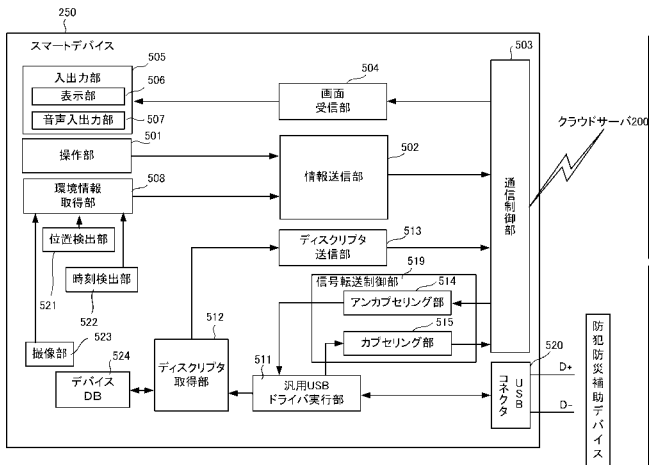 250
スマートデバイス
503
505
入出力部
506
表示部
507
音声入出力部
501
操作部
508
環境情報
取得部
位置検出部
521
時刻検出部
522
523
撮像部
524
デバイス
DB
504
画面
受信部
502
情報送信部
513
ディスクリプタ
送信部
519
信号転送制御部
514
アンカプセリング部
515
カプセリング部
512
ディスクリプタ
取得部
511
汎用USB
ドライバ実行部
通信制御部
クラウドサーバ200
520
USB
コネクタ
D+
D−
防犯防災補助デバイス